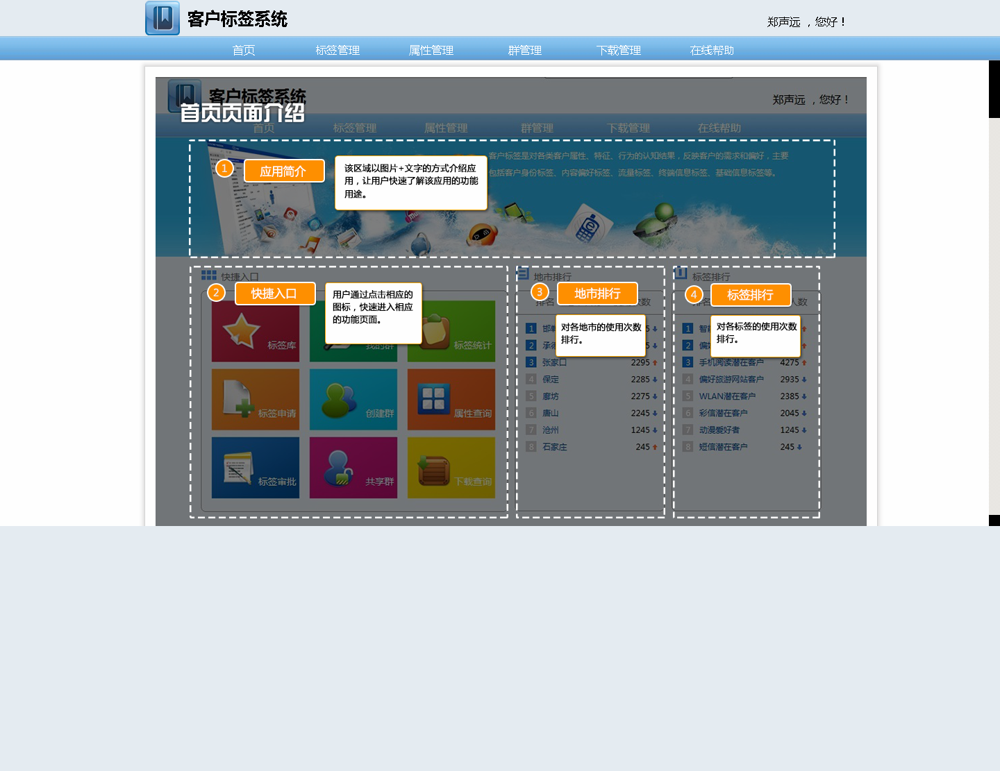 客户标签系统
郑声远 ，您好！
首页 标签管理 属性管理 群管理 下载管理 在线帮助
客户标签系统
郑声远 ，您好！
首页页面介绍
首页 标签管理 属性管理 群管理 下载管理 在线帮助
客户标签是对各类客户属性、特征、行为的认知结果，反映客户的需求和偏好，主要
包括客户身份标签、内容偏好标签、流量标签、终端信息标签、基础信息标签等。
1 应用简介
该区域以图片+文字的方式介绍应
用，让用户快速了解该应用的功能
用途。
快捷入口
2 快捷入口
用户通过点击相应的
图标，快速进入相应
的功能页面。
标签库 我的群 标签统计
标签申请 创建群 属性查询
标签审批 共享群 下载查询
地市排行
3 地市排行
排名 数
对各地市的使用次数
排行。
1 邯
2 承德
3 张家口 2295
4 保定 2285
5 廊坊 2275
6 唐山 2245
7 沧州 1245
8 石家庄 245
标签排行
4 标签排行
排名 人数
对各标签的使用次数
排行。
1 智
2 偏
3 手机阅读潜在客户 4275
4 偏好旅游网站客户 2935
5 WLAN潜在客户 2385
6 彩信潜在客户 2045
7 动漫爱好者 1245
8 短信潜在客户 245